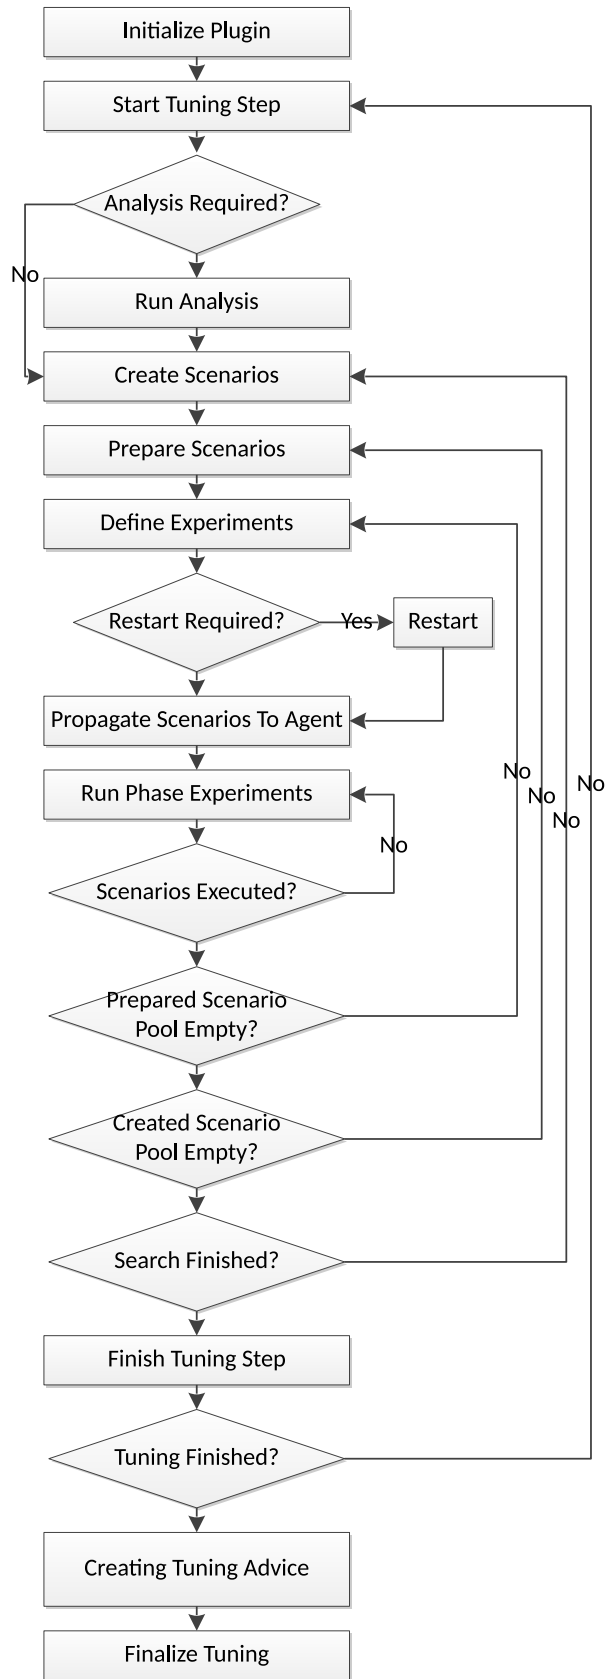 Initialize Plugin
Start Tuning Step
Analysis Required?
No
Run Analysis
Create Scenarios
Prepare Scenarios
Define Experiments
Restart Required?
Yes
Restart
Propagate Scenarios To Agent
Run Phase Experiments
No
No
No
No
No
Scenarios Executed?
Prepared Scenario
Pool Empty?
Created Scenario
Pool Empty?
Search Finished?
Finish Tuning Step
Tuning Finished?
Creating Tuning Advice
Finalize Tuning